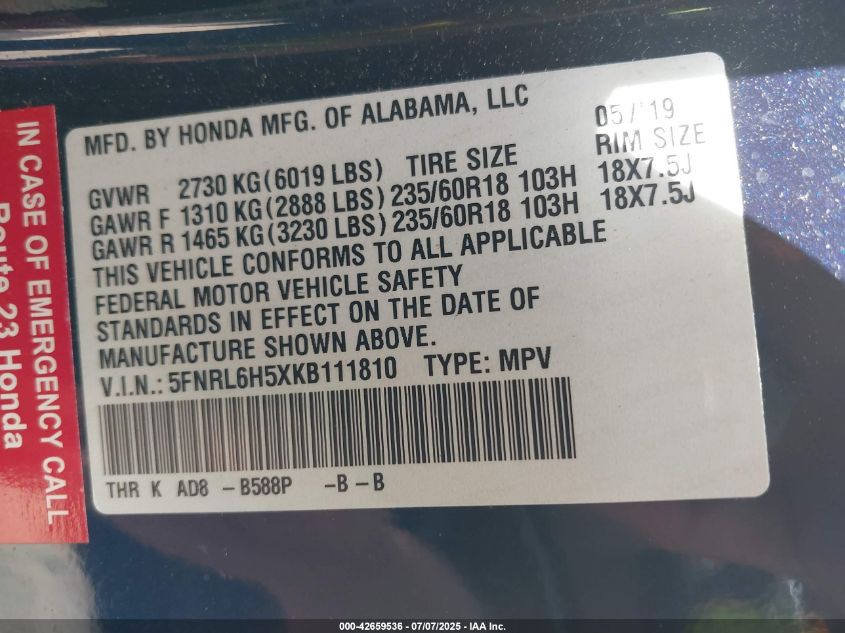 MFD. BY HONDA MFG. OF ALABAMA, LLC 05/'19
GVWR 2730 KG (6019 LBS) TIRE SIZE RIM SIZE
GAWR F 1310 KG (2888 LBS) 235/60R18 103H 18X7.5J
GAWR R 1465 KG (3230 LBS) 235/60R18 103H 18X7.5J
THIS VEHICLE CONFORMS TO ALL APPLICABLE
FEDERAL MOTOR VEHICLE SAFETY
STANDARDS IN EFFECT ON THE DATE OF
MANUFACTURE SHOWN ABOVE.
V.I.N.: 5FNRL6H5XKB111810 TYPE: MPV
THR K AD8 -B588P -B-B
IN CASE OF EMERGENCY CALL
Route 23 Honda
000-42659536 - 07/07/2025 - IAA Inc.